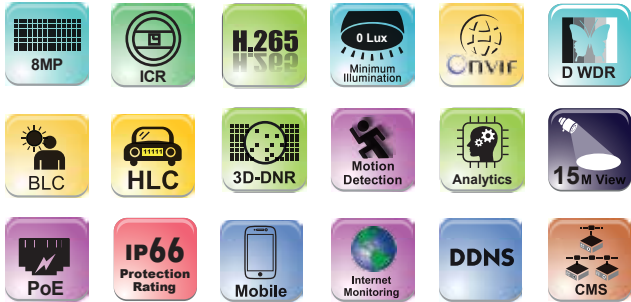 8MP
ICR
H.265
0 Lux
Minimum
Illumination
ONVIF
D WDR
BLC
11111
HLC
3D-DNR
Motion
Detection
Analytics
15M View
PoE
IP66
Protection
Rating
Mobile
Internet
Monitoring
DDNS
CMS